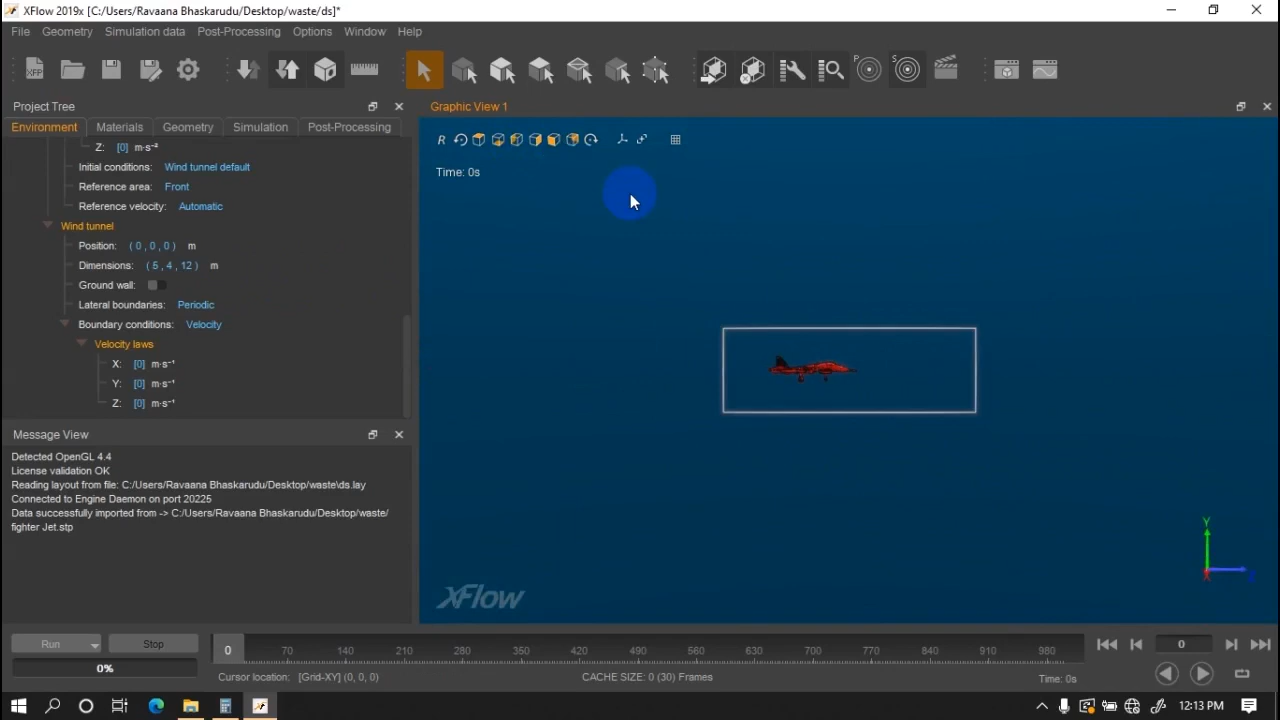 XFlow 2019x [C:/Users/Ravaana Bhaskarudu/Desktop/waste/ds]*
File Geometry Simulation data Post-Processing Options Window Help
Project Tree
Graphic View 1
Environment Materials Geometry Simulation Post-Processing
R
Z: [0] m·s⁻²
Initial conditions: Wind tunnel default
Time: 0s
Reference area: Front
Reference velocity: Automatic
Wind tunnel
Position: ( 0 , 0 , 0 ) m
Dimensions: ( 5 , 4 , 12 ) m
Ground wall:
Lateral boundaries: Periodic
Boundary conditions: Velocity
Velocity laws
X: [0] m·s⁻¹
Y: [0] m·s⁻¹
Z: [0] m·s⁻¹
Message View
Detected OpenGL 4.4
License validation OK
Reading layout from file: C:/Users/Ravaana Bhaskarudu/Desktop/waste\ds.lay
Connected to Engine Daemon on port 20225
Data successfully imported from -> C:/Users/Ravaana Bhaskarudu/Desktop/waste/
fighter Jet.stp
Y
X
Z
XFlow
Run Stop
0 70 140 210 280 350 420 490 560 630 700 770 840 910 980
0
0%
Cursor location: [Grid-XY] (0, 0, 0)
CACHE SIZE: 0 (30) Frames
Time: 0s
12:13 PM